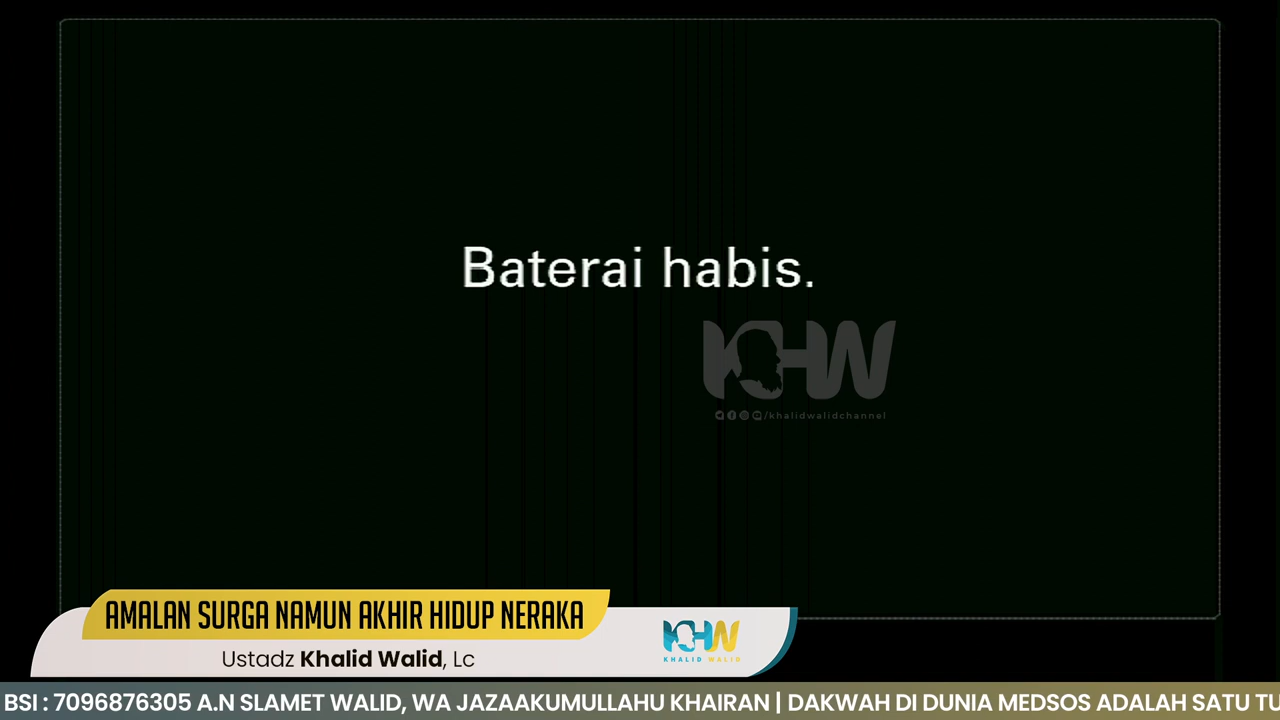 Baterai habis.
KHW
/khalidwalidchannel
AMALAN SURGA NAMUN AKHIR HIDUP NERAKA
Ustadz Khalid Walid, Lc
KHW
KHALID WALID
BSI : 7096876305 A.N SLAMET WALID, WA JAZAAKUMULLAHU KHAIRAN | DAKWAH DI DUNIA MEDSOS ADALAH SATU TU